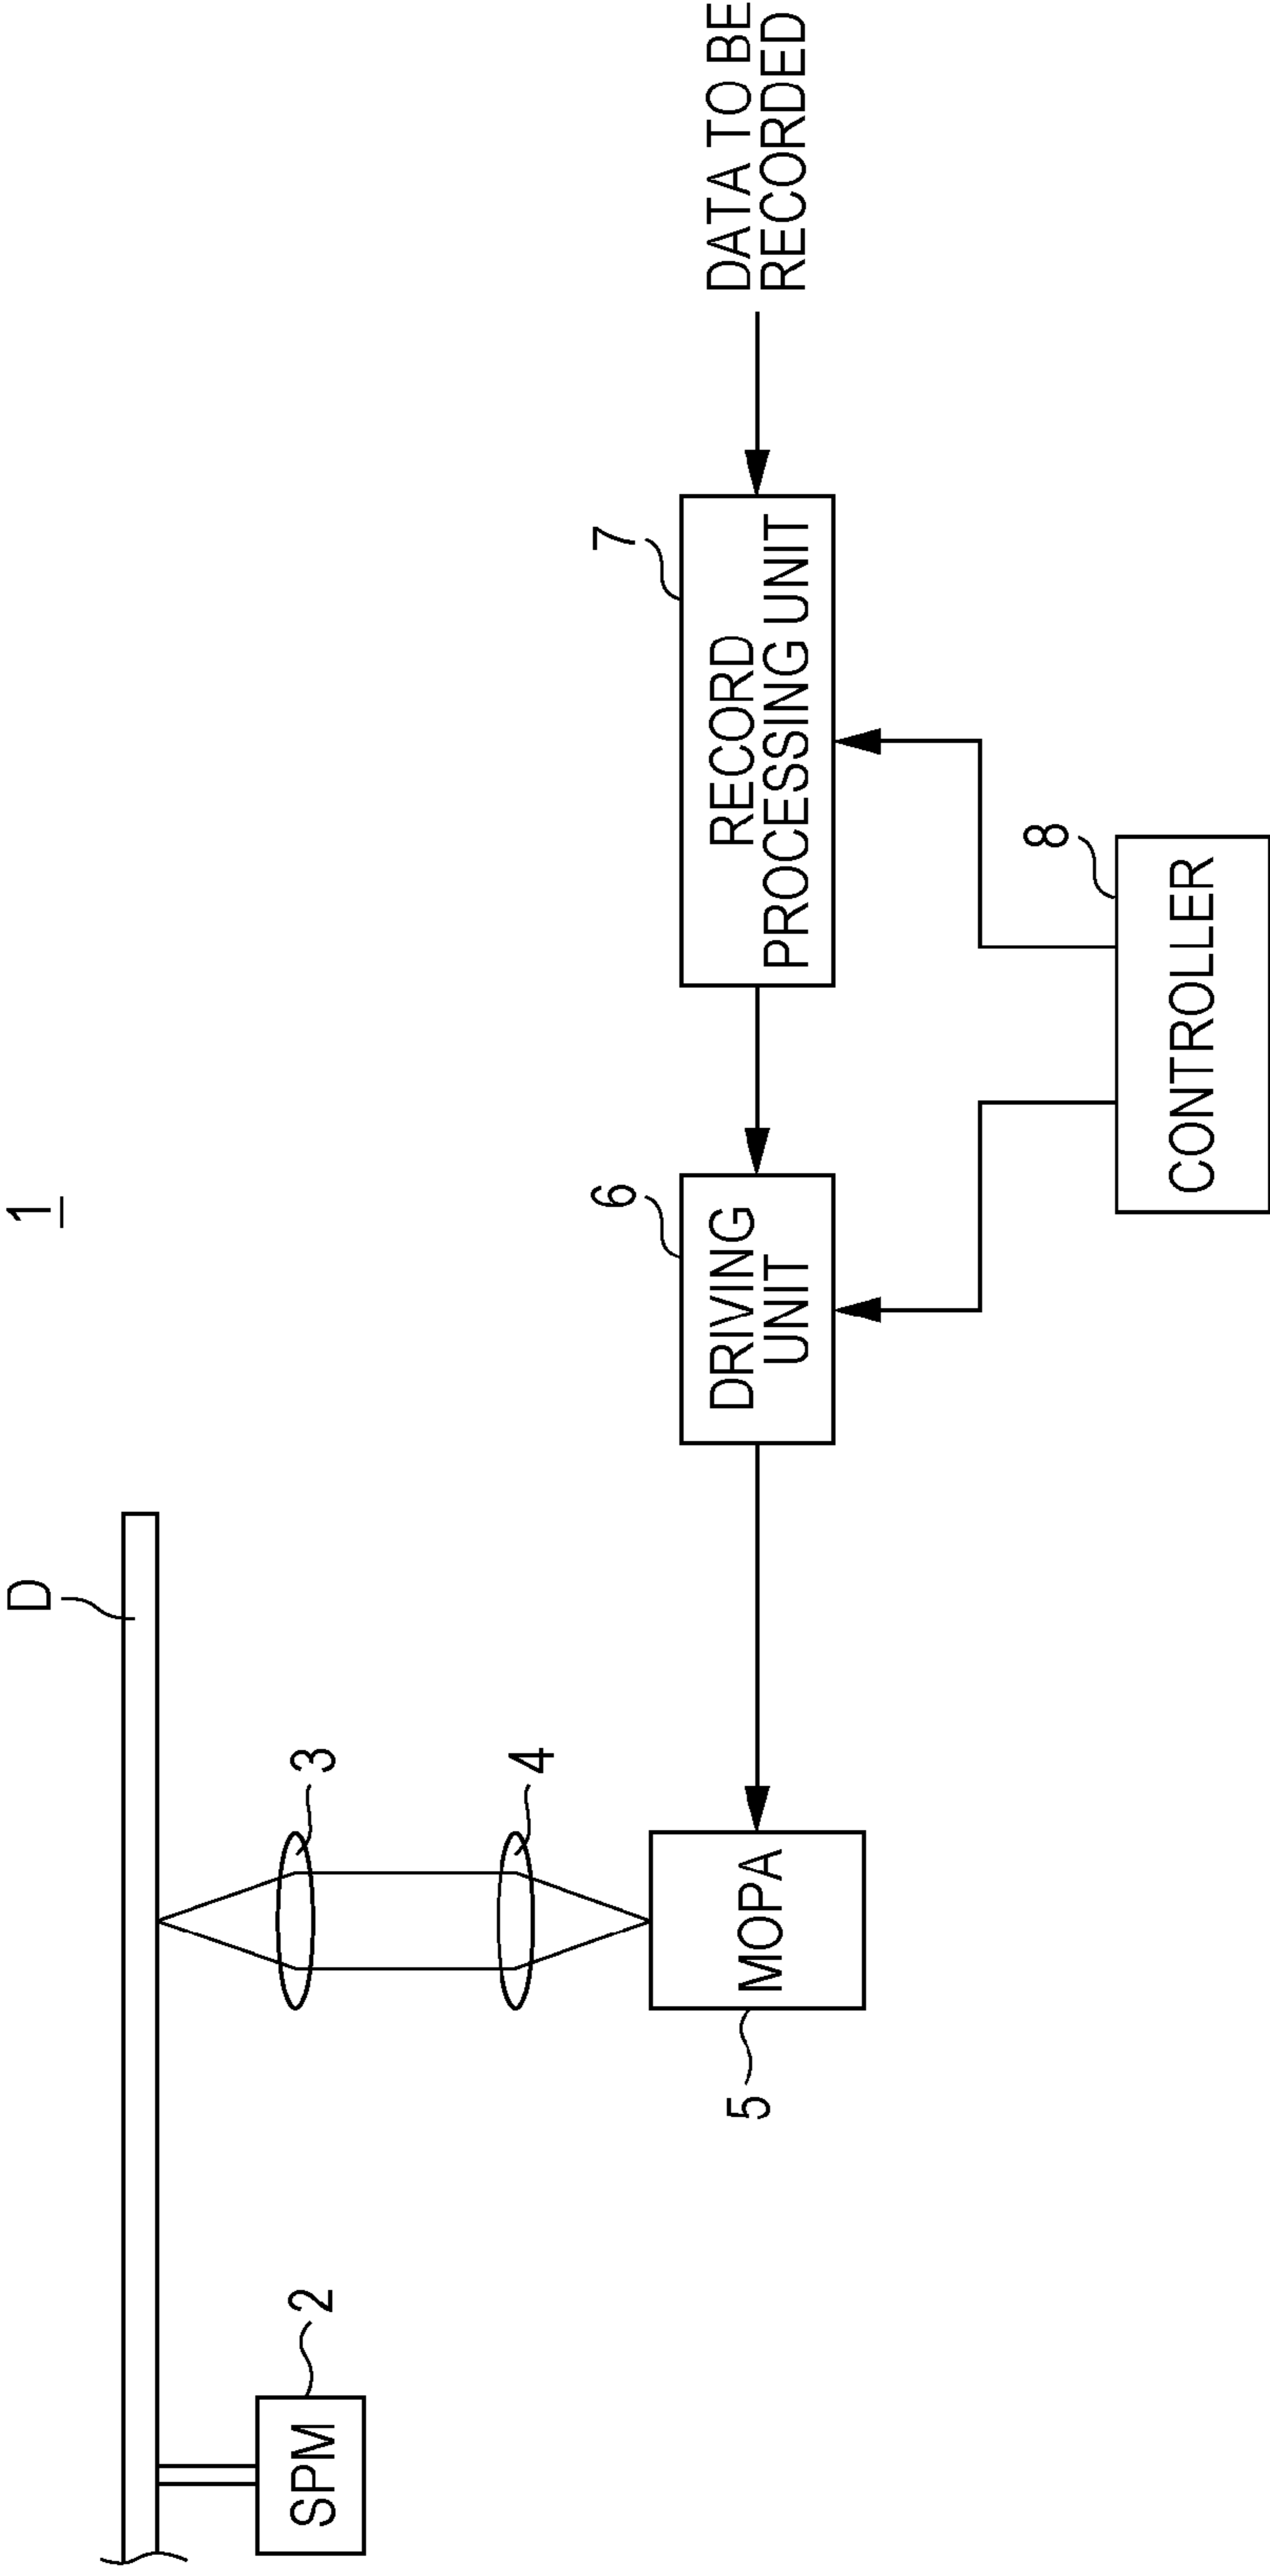 1
D
3
4
SPM
2
MOPA
5
6
DRIVING
UNIT
7
RECORD
PROCESSING UNIT
DATA TO BE
RECORDED
8
CONTROLLER